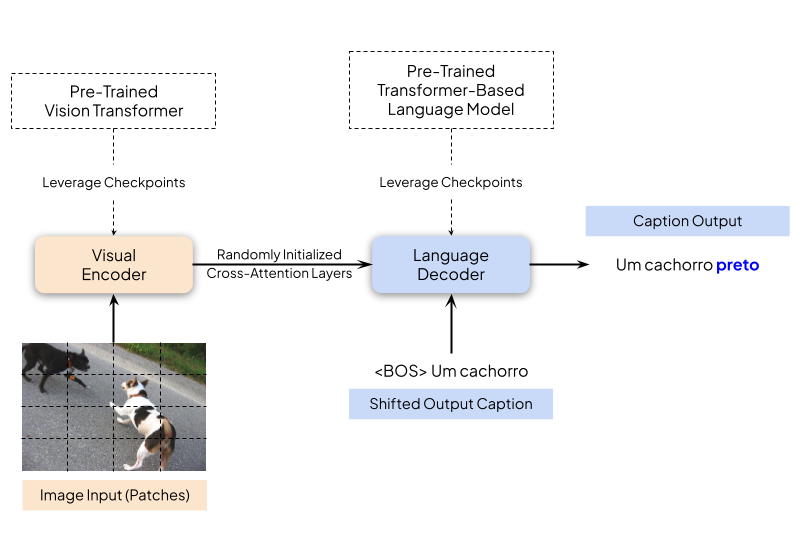 Pre-Trained
Vision Transformer
Pre-Trained
Transformer-Based
Language Model
Leverage Checkpoints
Leverage Checkpoints
Caption Output
Visual
Encoder
Randomly Initialized
Cross-Attention Layers
Language
Decoder
Um cachorro preto
<BOS> Um cachorro
Shifted Output Caption
Image Input (Patches)